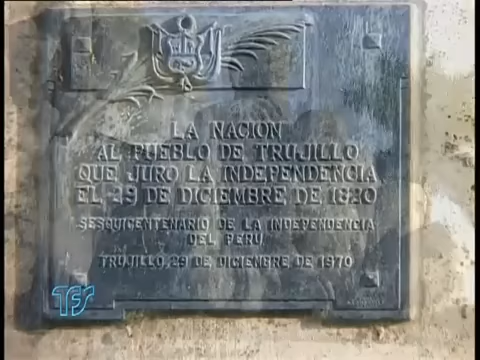 LA NACION
AL PUEBLO DE TRUJILLO
QUE JURO LA INDEPENDENCIA
EL 29 DE DICIEMBRE DE 1820
SESQUICENTENARIO DE LA INDEPENDENCIA
DEL PERU
TRUJILLO, 29 DE DICIEMBRE DE 1970